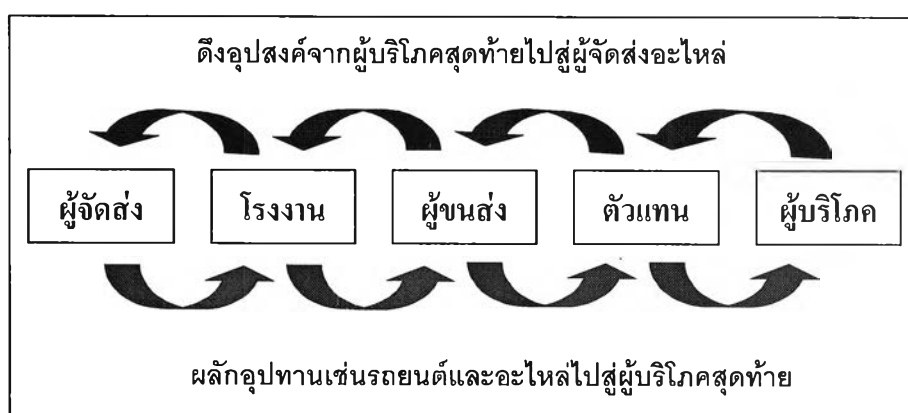 ดึงอุปสงค์จากผู้บริโภคสุดท้ายไปสู่ผู้จัดส่งอะไหล่
ผู้จัดส่ง โรงงาน ผู้ขนส่ง ตัวแทน ผู้บริโภค
ผลักอุปทานเช่นรถยนต์และอะไหล่ไปสู่ผู้บริโภคสุดท้าย